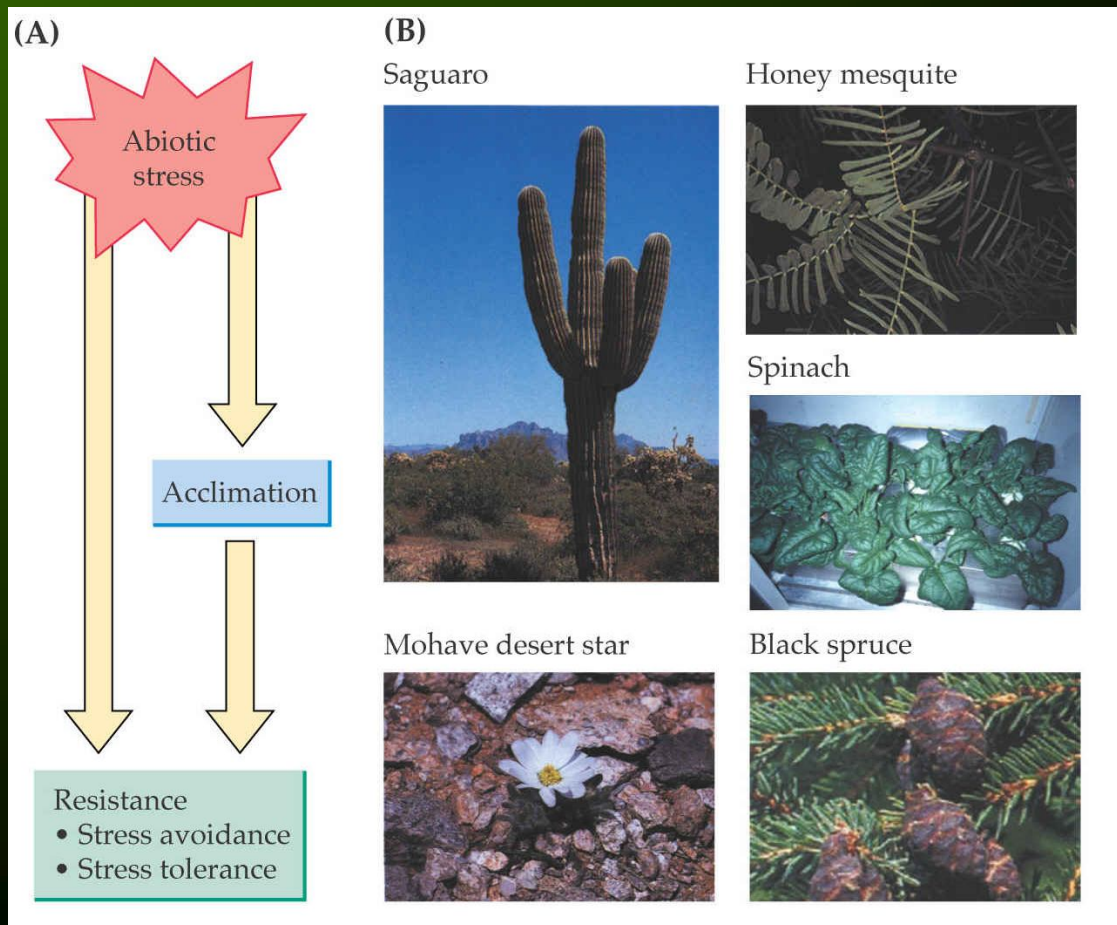 (A)
Abiotic
stress
Acclimation
Resistance
• Stress avoidance
• Stress tolerance
(B)
Saguaro
Honey mesquite
Spinach
Mohave desert star
Black spruce